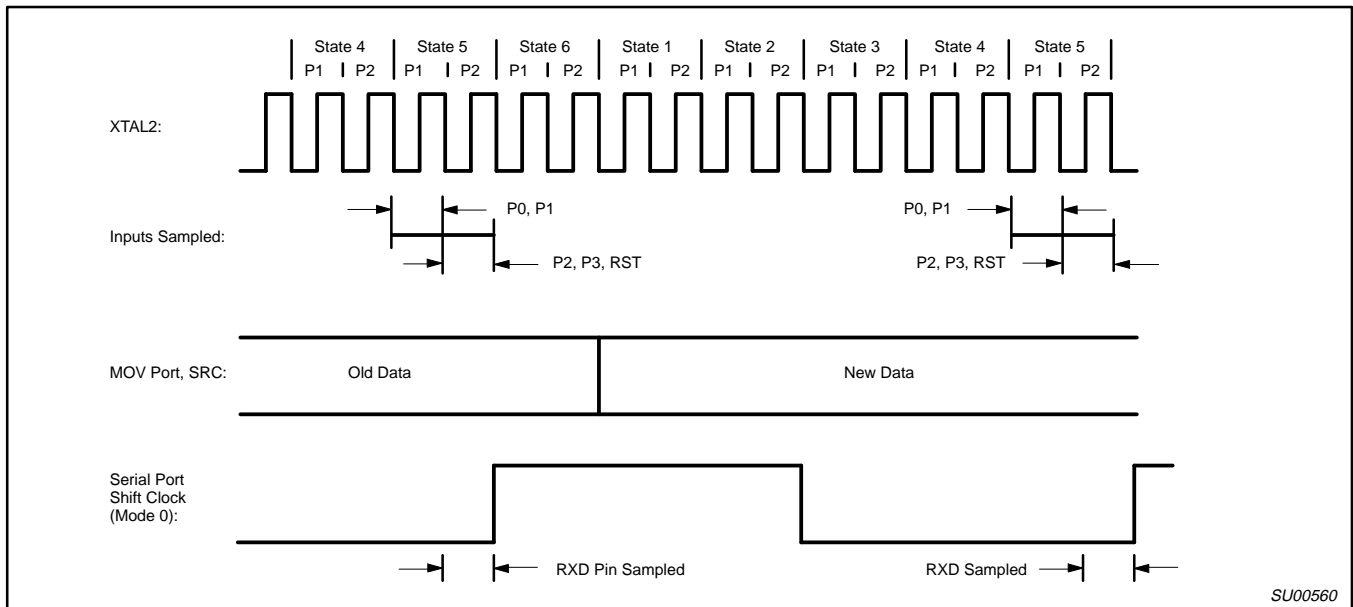 State 4 State 5 State 6 State 1 State 2 State 3 State 4 State 5
P1 P2 P1 P2 P1 P2 P1 P2 P1 P2 P1 P2 P1 P2 P1 P2
XTAL2:
P0, P1 P0, P1
Inputs Sampled:
P2, P3, RST P2, P3, RST
MOV Port, SRC: Old Data New Data
Serial Port
Shift Clock
(Mode 0):
RXD Pin Sampled RXD Sampled
SU00560